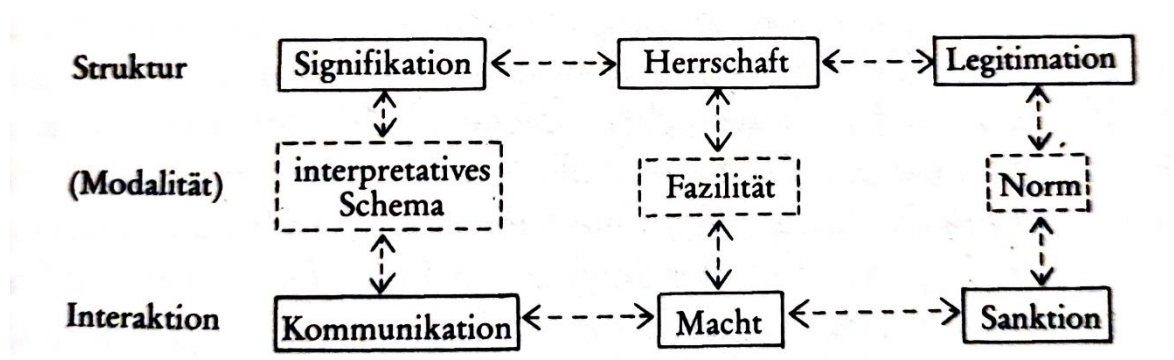 Struktur Signifikation Herrschaft Legitimation
(Modalität) interpretatives Schema Fazilität Norm
Interaktion Kommunikation Macht Sanktion